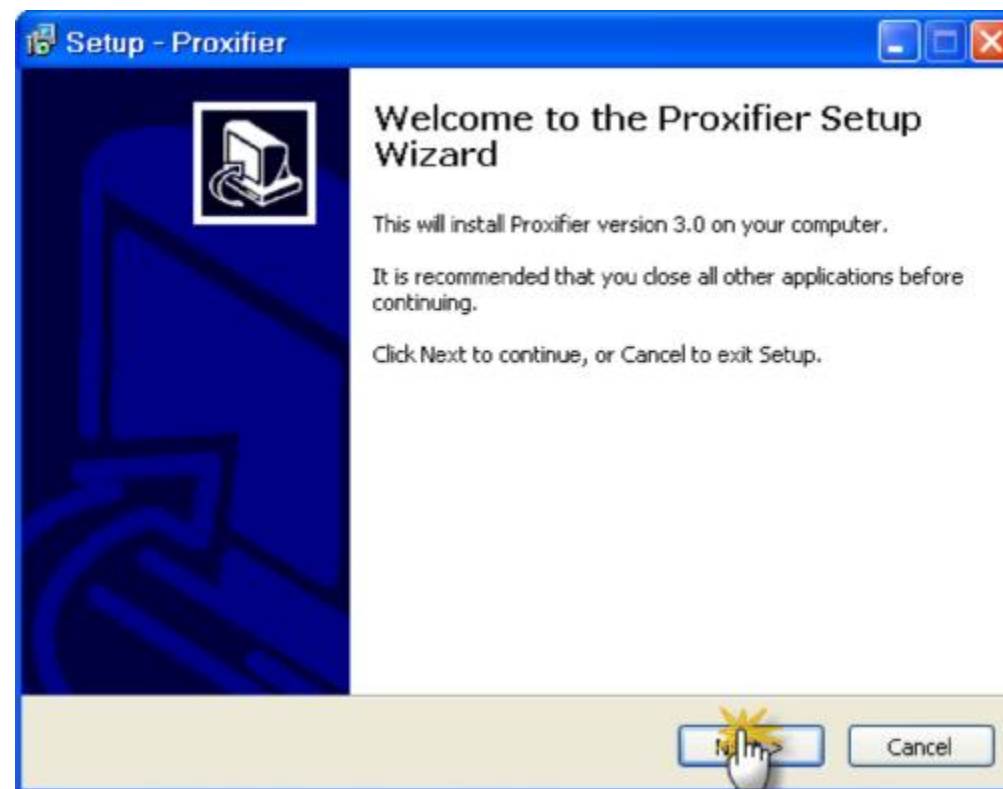 Setup - Proxifier
Welcome to the Proxifier Setup
Wizard
This will install Proxifier version 3.0 on your computer.
It is recommended that you close all other applications before
continuing.
Click Next to continue, or Cancel to exit Setup.
Cancel